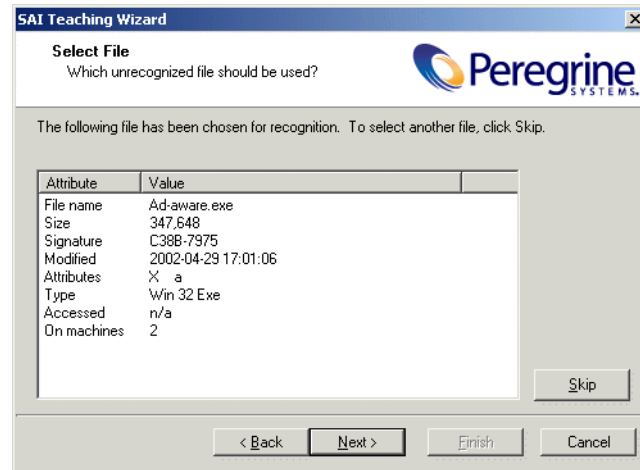 SAI Teaching Wizard
Select File
Which unrecognized file should be used?
Peregrine
SYSTEMS
The following file has been chosen for recognition. To select another file, click Skip.
Attribute Value
File name Ad-aware.exe
Size 347,648
Signature C38B-7975
Modified 2002-04-29 17:01:06
Attributes X a
Type Win 32 Exe
Accessed n/a
On machines 2
Skip
< Back Next > Finish Cancel